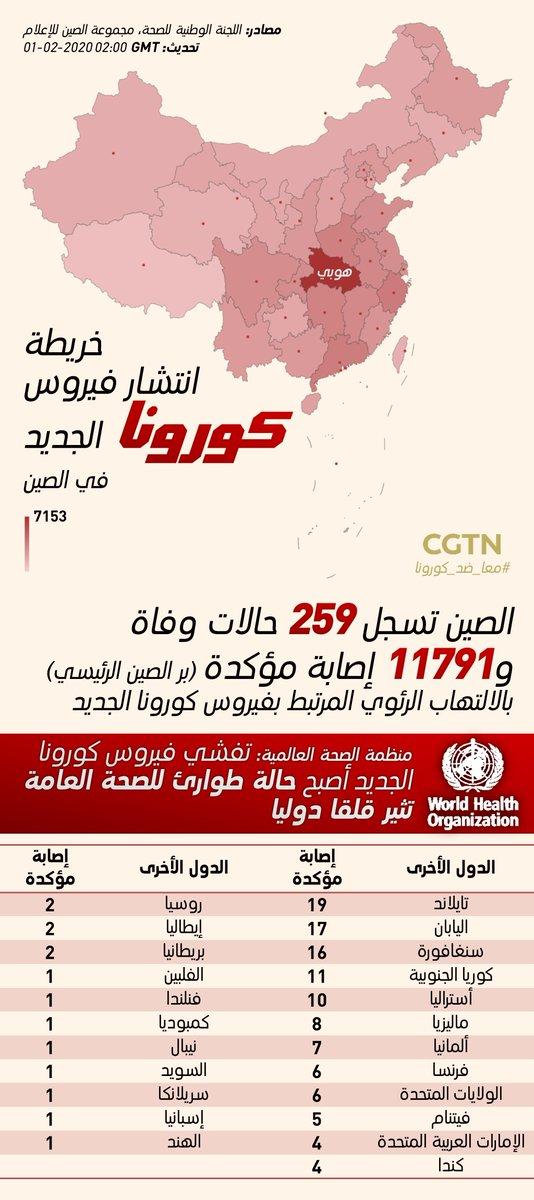 مصادر: اللجنة الوطنية للصحة، مجموعة الصين للإعلام
تحديث: 01-02-2020 02:00 GMT
هوبي
خريطة
انتشار فيروس
كورونا الجديد
في الصين
7153
CGTN
#معا_ضد_كورونا
الصين تسجل 259 حالات وفاة
و11791 إصابة مؤكدة (بر الصين الرئيسي)
بالالتهاب الرئوي المرتبط بفيروس كورونا الجديد
منظمة الصحة العالمية: تفشي فيروس كورونا
الجديد أصبح حالة طوارئ للصحة العامة
تثير قلقا دوليا
World Health
Organization
الدول الأخرى إصابة مؤكدة الدول الأخرى إصابة مؤكدة
تايلاند 19 روسيا 2
اليابان 17 إيطاليا 2
سنغافورة 16 بريطانيا 2
كوريا الجنوبية 11 الفلبين 1
أستراليا 10 فنلندا 1
ماليزيا 8 كمبوديا 1
ألمانيا 7 نيبال 1
فرنسا 6 السويد 1
الولايات المتحدة 6 سريلانكا 1
فيتنام 5 إسبانيا 1
الإمارات العربية المتحدة 4 الهند 1
كندا 4